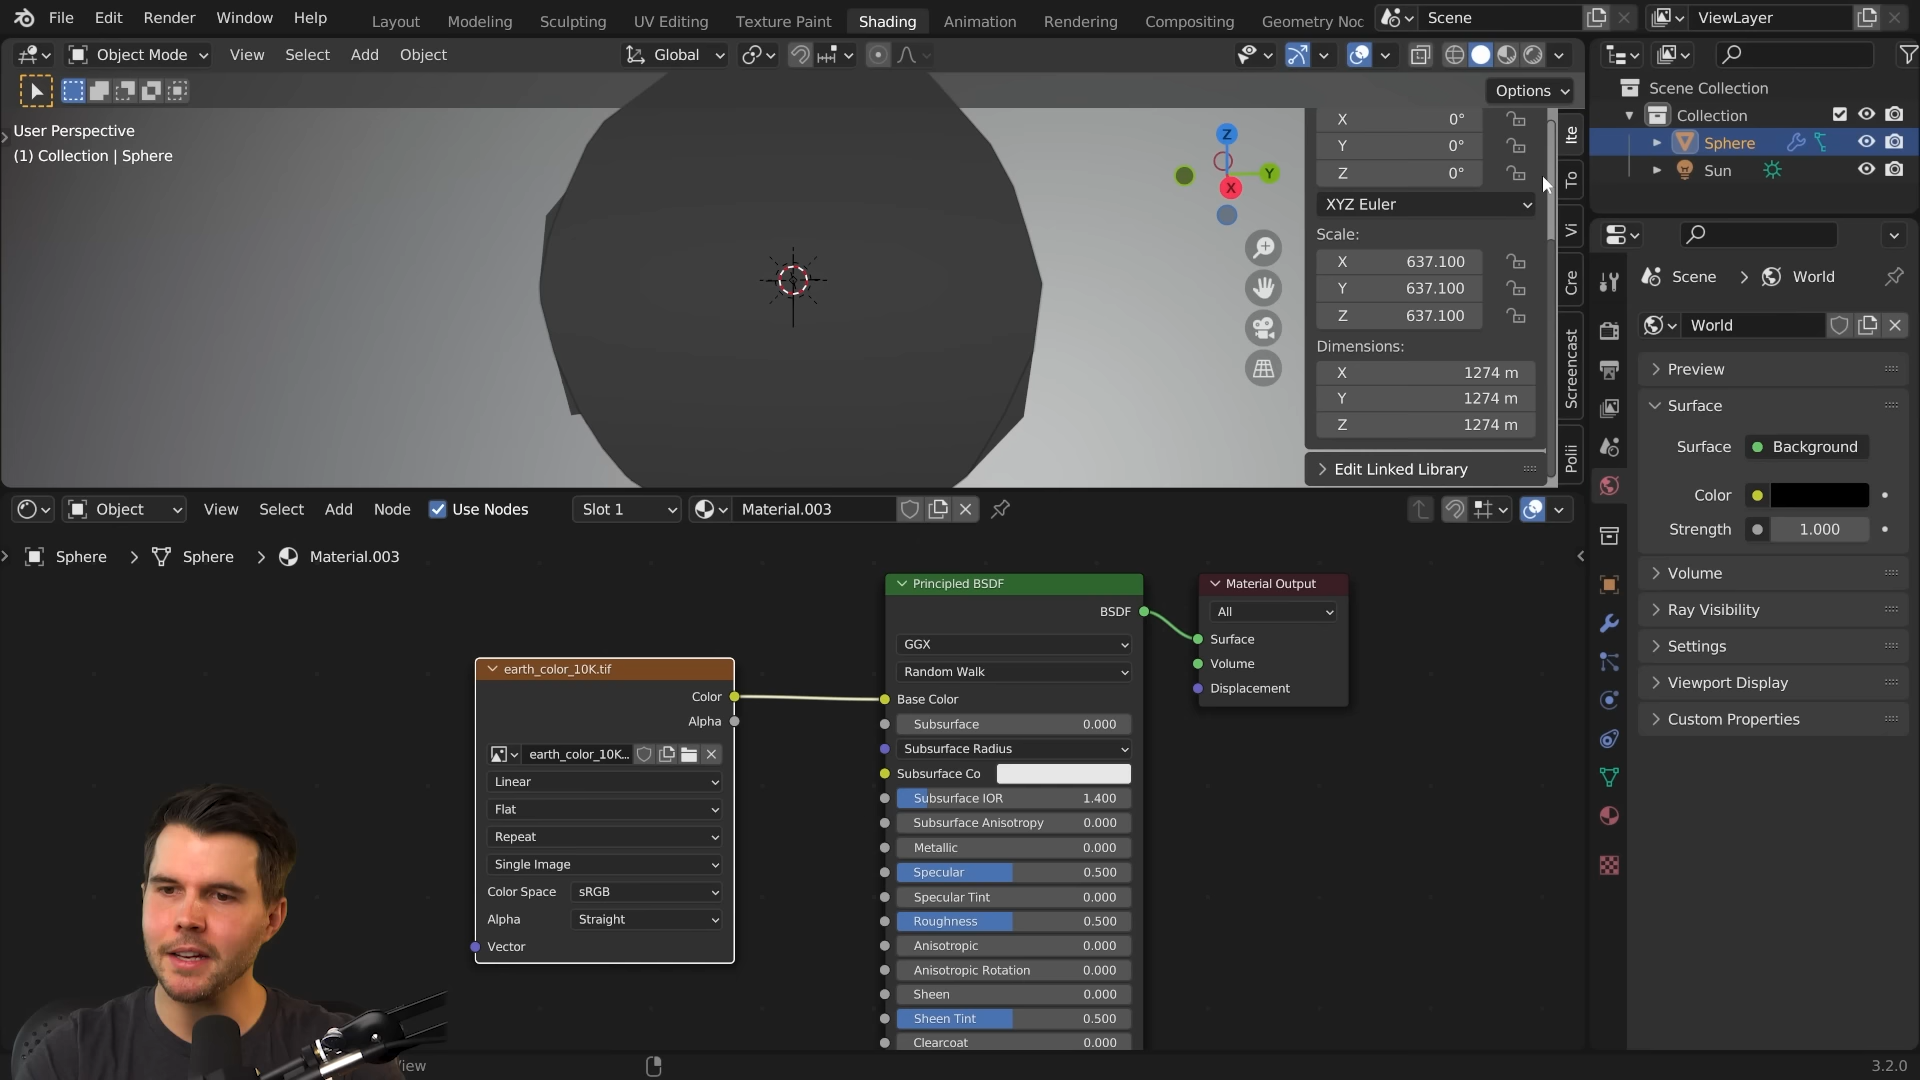 File Edit Render Window Help Layout Modeling Sculpting UV Editing Texture Paint Shading Animation Rendering Compositing Geometry Noc Scene ViewLayer
Object Mode View Select Add Object Global
Options
User Perspective
(1) Collection | Sphere
Z
Y
X
X 0°
Y 0°
Z 0°
XYZ Euler
Scale:
X 637.100
Y 637.100
Z 637.100
Dimensions:
X 1274 m
Y 1274 m
Z 1274 m
Edit Linked Library
Ite
To
Vi
Cre
Screencast
Polii
Scene Collection
Collection
Sphere
Sun
Scene > World
World
Preview
Surface
Surface Background
Color
Strength 1.000
Volume
Ray Visibility
Settings
Viewport Display
Custom Properties
Object View Select Add Node Use Nodes Slot 1 Material.003
Sphere > Sphere > Material.003
earth_color_10K.tif
Color
Alpha
earth_color_10K...
Linear
Flat
Repeat
Single Image
Color Space sRGB
Alpha Straight
Vector
Principled BSDF
BSDF
GGX
Random Walk
Base Color
Subsurface 0.000
Subsurface Radius
Subsurface Co
Subsurface IOR 1.400
Subsurface Anisotropy 0.000
Metallic 0.000
Specular 0.500
Specular Tint 0.000
Roughness 0.500
Anisotropic 0.000
Anisotropic Rotation 0.000
Sheen 0.000
Sheen Tint 0.500
Clearcoat 0.000
Material Output
All
Surface
Volume
Displacement
iew
3.2.0